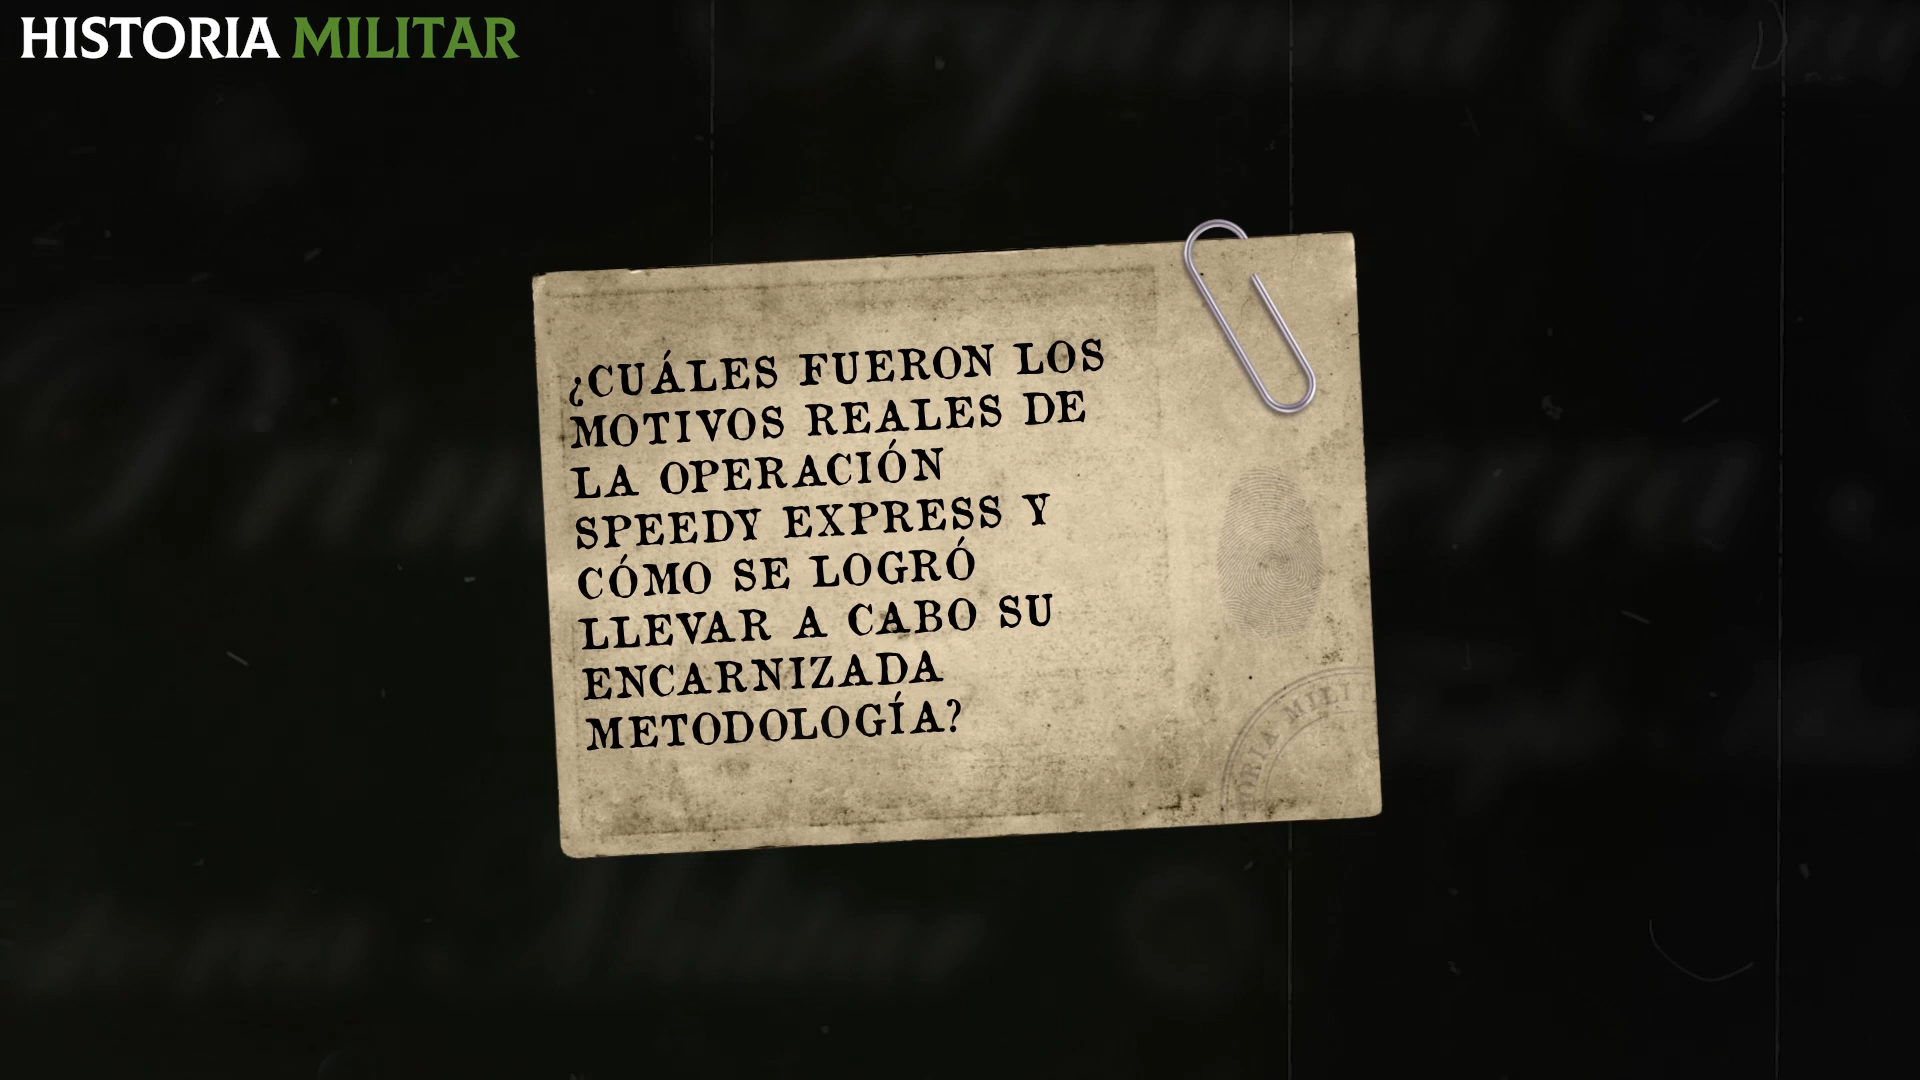 HISTORIA MILITAR
¿CUÁLES FUERON LOS
MOTIVOS REALES DE
LA OPERACIÓN
SPEEDY EXPRESS Y
CÓMO SE LOGRÓ
LLEVAR A CABO SU
ENCARNIZADA
METODOLOGÍA?